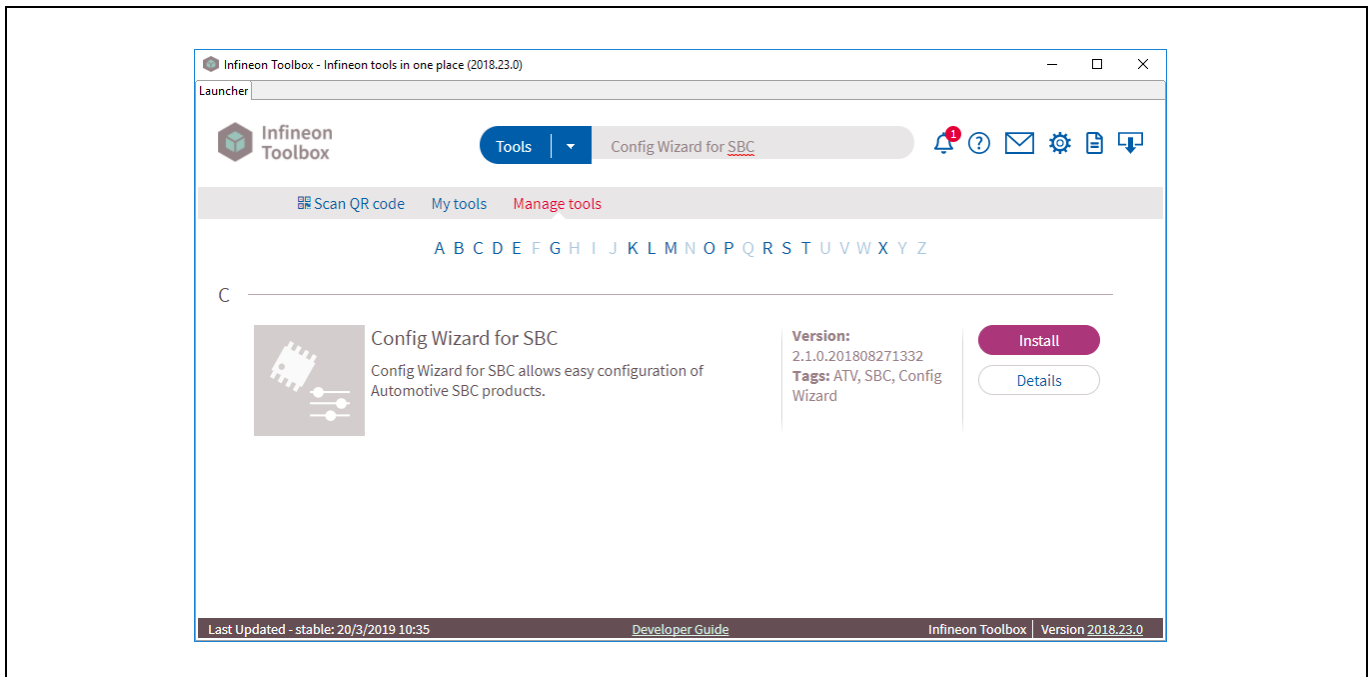 Infineon Toolbox - Infineon tools in one place (2018.23.0)
Launcher
Infineon
Toolbox
Tools
Config Wizard for SBC
1
Scan QR code My tools Manage tools
A B C D E F G H I J K L M N O P Q R S T U V W X Y Z
C
Config Wizard for SBC
Config Wizard for SBC allows easy configuration of
Automotive SBC products.
Version:
2.1.0.201808271332
Tags: ATV, SBC, Config
Wizard
Install
Details
Last Updated - stable: 20/3/2019 10:35 Developer Guide Infineon Toolbox Version 2018.23.0